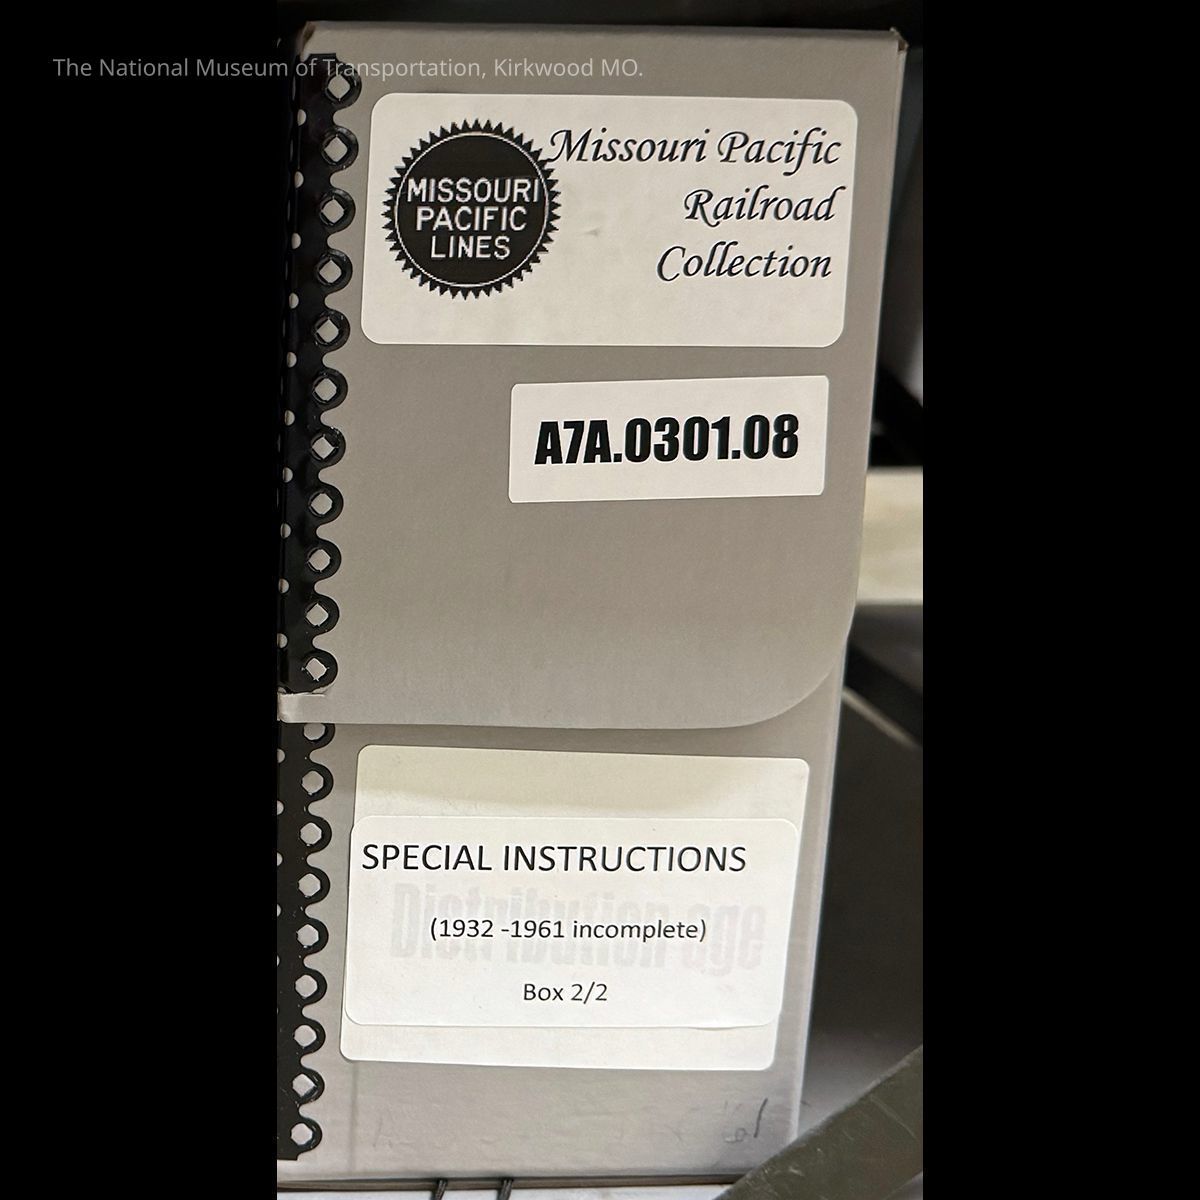 The National Museum of Transportation, Kirkwood MO.
MISSOURI
PACIFIC
LINES
Missouri Pacific
Railroad
Collection
A7A.0301.08
SPECIAL INSTRUCTIONS
(1932 -1961 incomplete)
Box 2/2